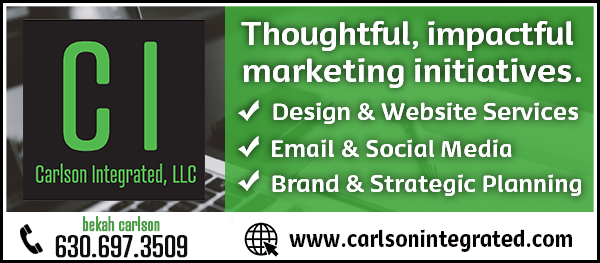 CI
Carlson Integrated, LLC
Thoughtful, impactful
marketing initiatives.
Design & Website Services
Email & Social Media
Brand & Strategic Planning
bekah carlson
630.697.3509
www.carlsonintegrated.com